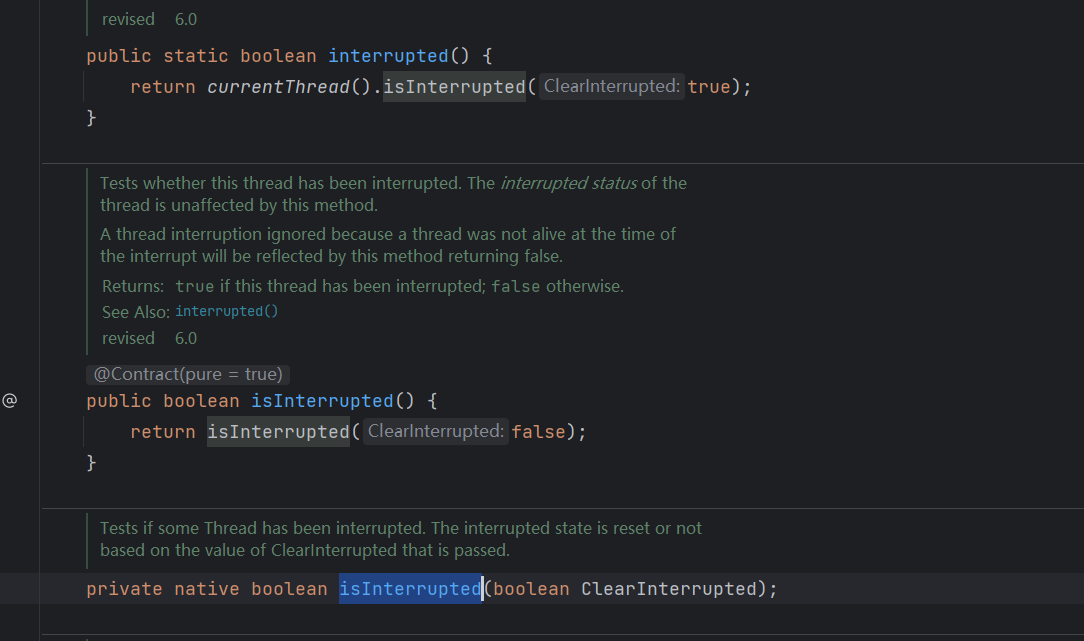 revised 6.0
public static boolean interrupted() {
return currentThread().isInterrupted( ClearInterrupted: true);
}
Tests whether this thread has been interrupted. The interrupted status of the
thread is unaffected by this method.
A thread interruption ignored because a thread was not alive at the time of
the interrupt will be reflected by this method returning false.
Returns: true if this thread has been interrupted; false otherwise.
See Also: interrupted()
revised 6.0
@Contract(pure = true)
@ public boolean isInterrupted() {
return isInterrupted( ClearInterrupted: false);
}
Tests if some Thread has been interrupted. The interrupted state is reset or not
based on the value of ClearInterrupted that is passed.
private native boolean isInterrupted(boolean ClearInterrupted);